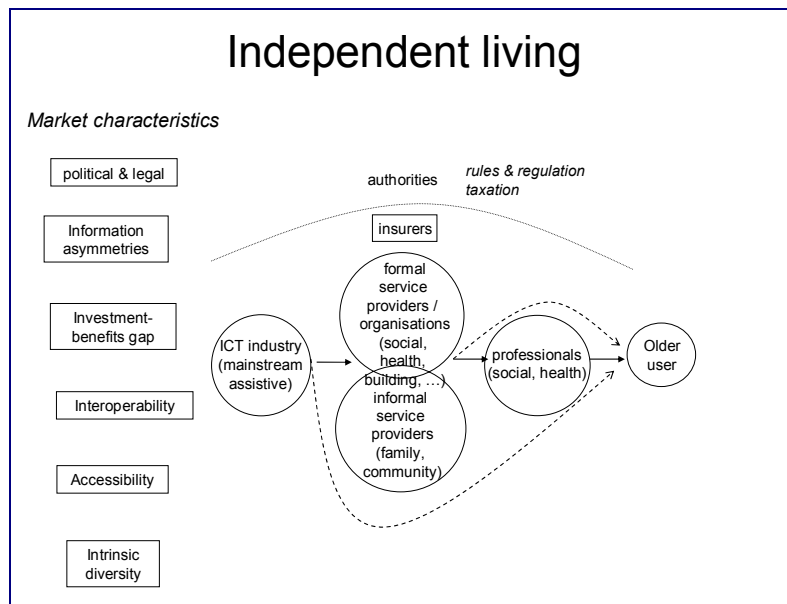 Independent living
Market characteristics
political & legal
Information
asymmetries
Investment-
benefits gap
Interoperability
Accessibility
Intrinsic
diversity
authorities
rules & regulation
taxation
insurers
formal
service
providers /
organisations
(social,
health,
building, …)
informal
service
providers
(family,
community)
ICT industry
(mainstream
assistive)
professionals
(social, health)
Older
user